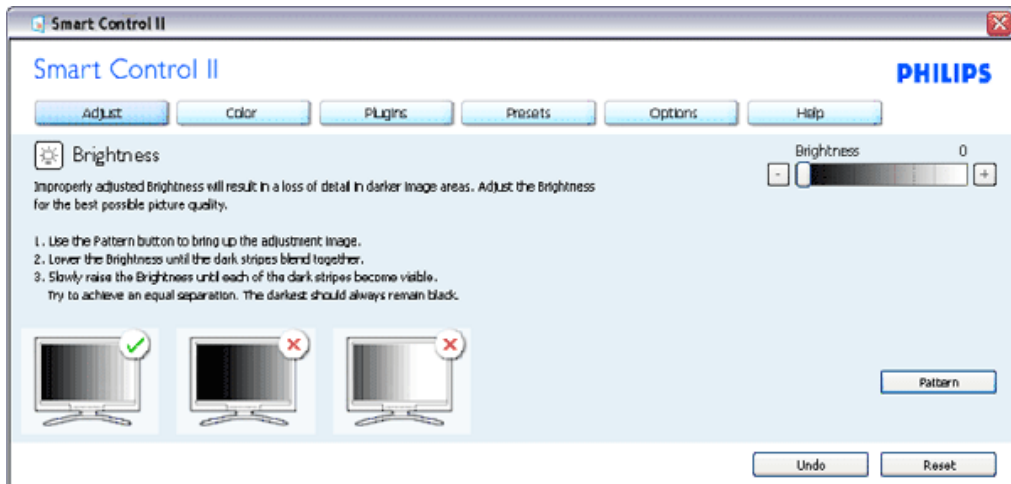 Smart Control II
Smart Control II
PHILIPS
Adjust Color Plugins Presets Options Help
Brightness
Brightness 0
- +
Improperly adjusted Brightness will result in a loss of detail in darker image areas. Adjust the Brightness
for the best possible picture quality.
1. Use the Pattern button to bring up the adjustment image.
2. Lower the Brightness until the dark stripes blend together.
3. Slowly raise the Brightness until each of the dark stripes become visible.
Try to achieve an equal separation. The darkest should always remain black.
Pattern
Undo Reset